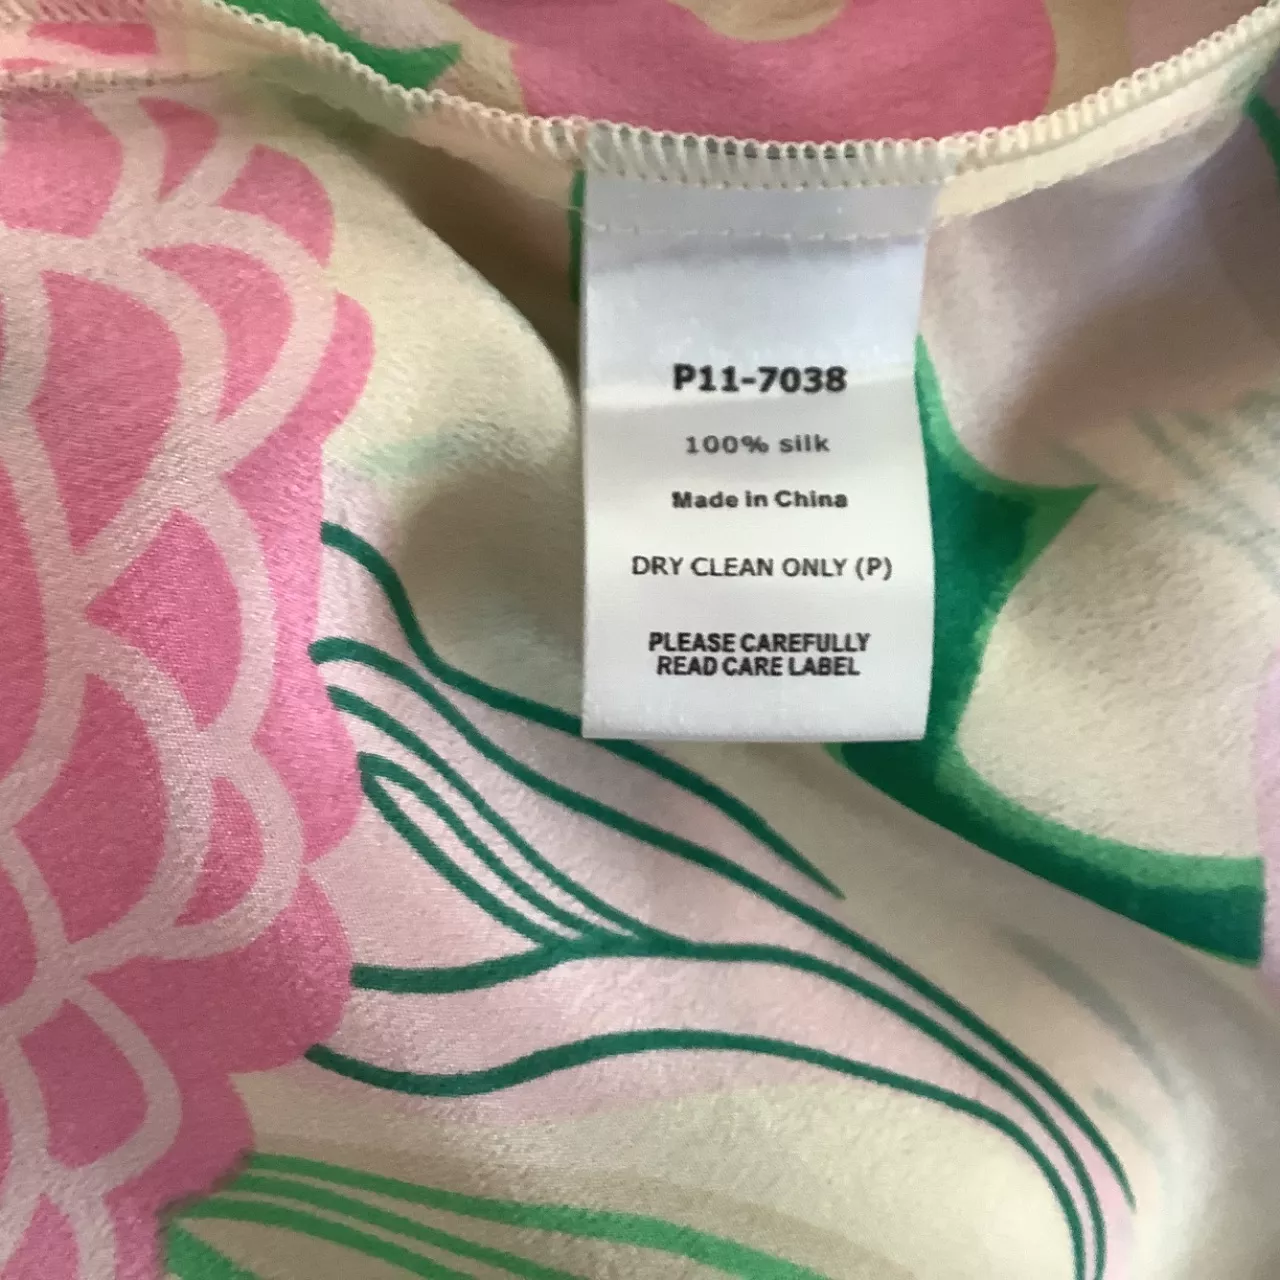 P11-7038
100% silk
Made in China
DRY CLEAN ONLY (P)
PLEASE CAREFULLY
READ CARE LABEL